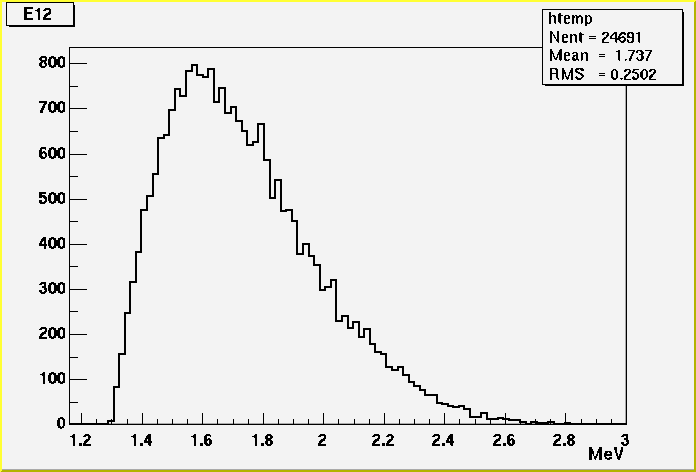 E12
htemp
Nent = 24691
Mean = 1.737
RMS = 0.2502
800
700
600
500
400
300
200
100
0
1.2 1.4 1.6 1.8 2 2.2 2.4 2.6 2.8 3
MeV